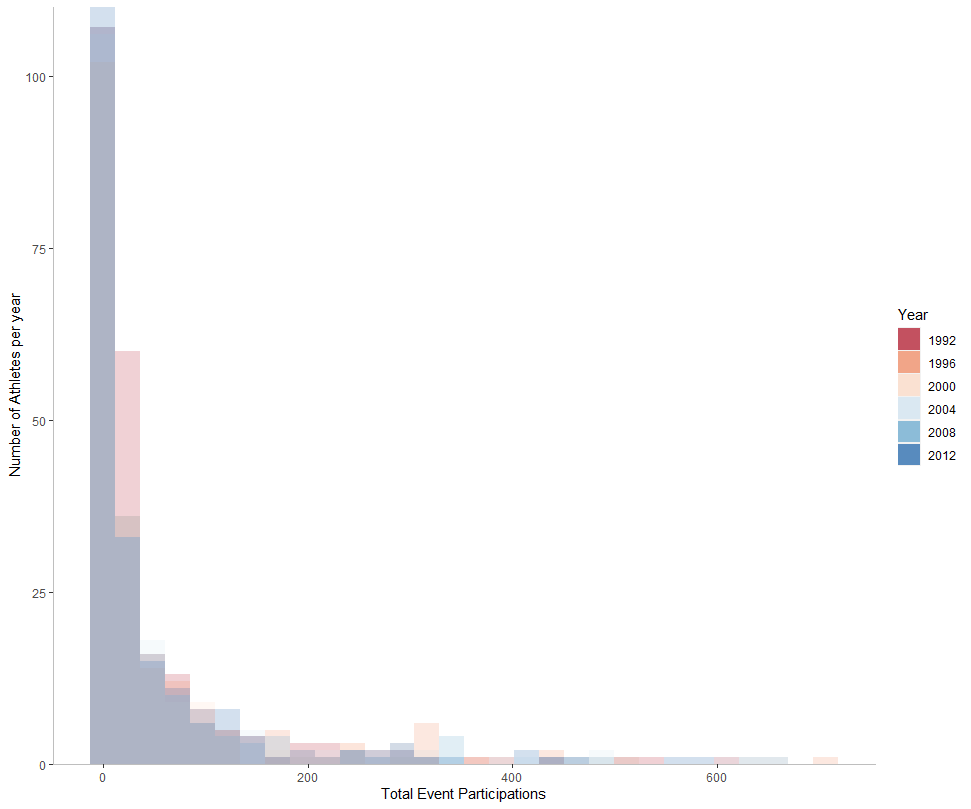 100
75
50
25
0
Number of Athletes per year
0 200 400 600
Total Event Participations
Year
1992
1996
2000
2004
2008
2012